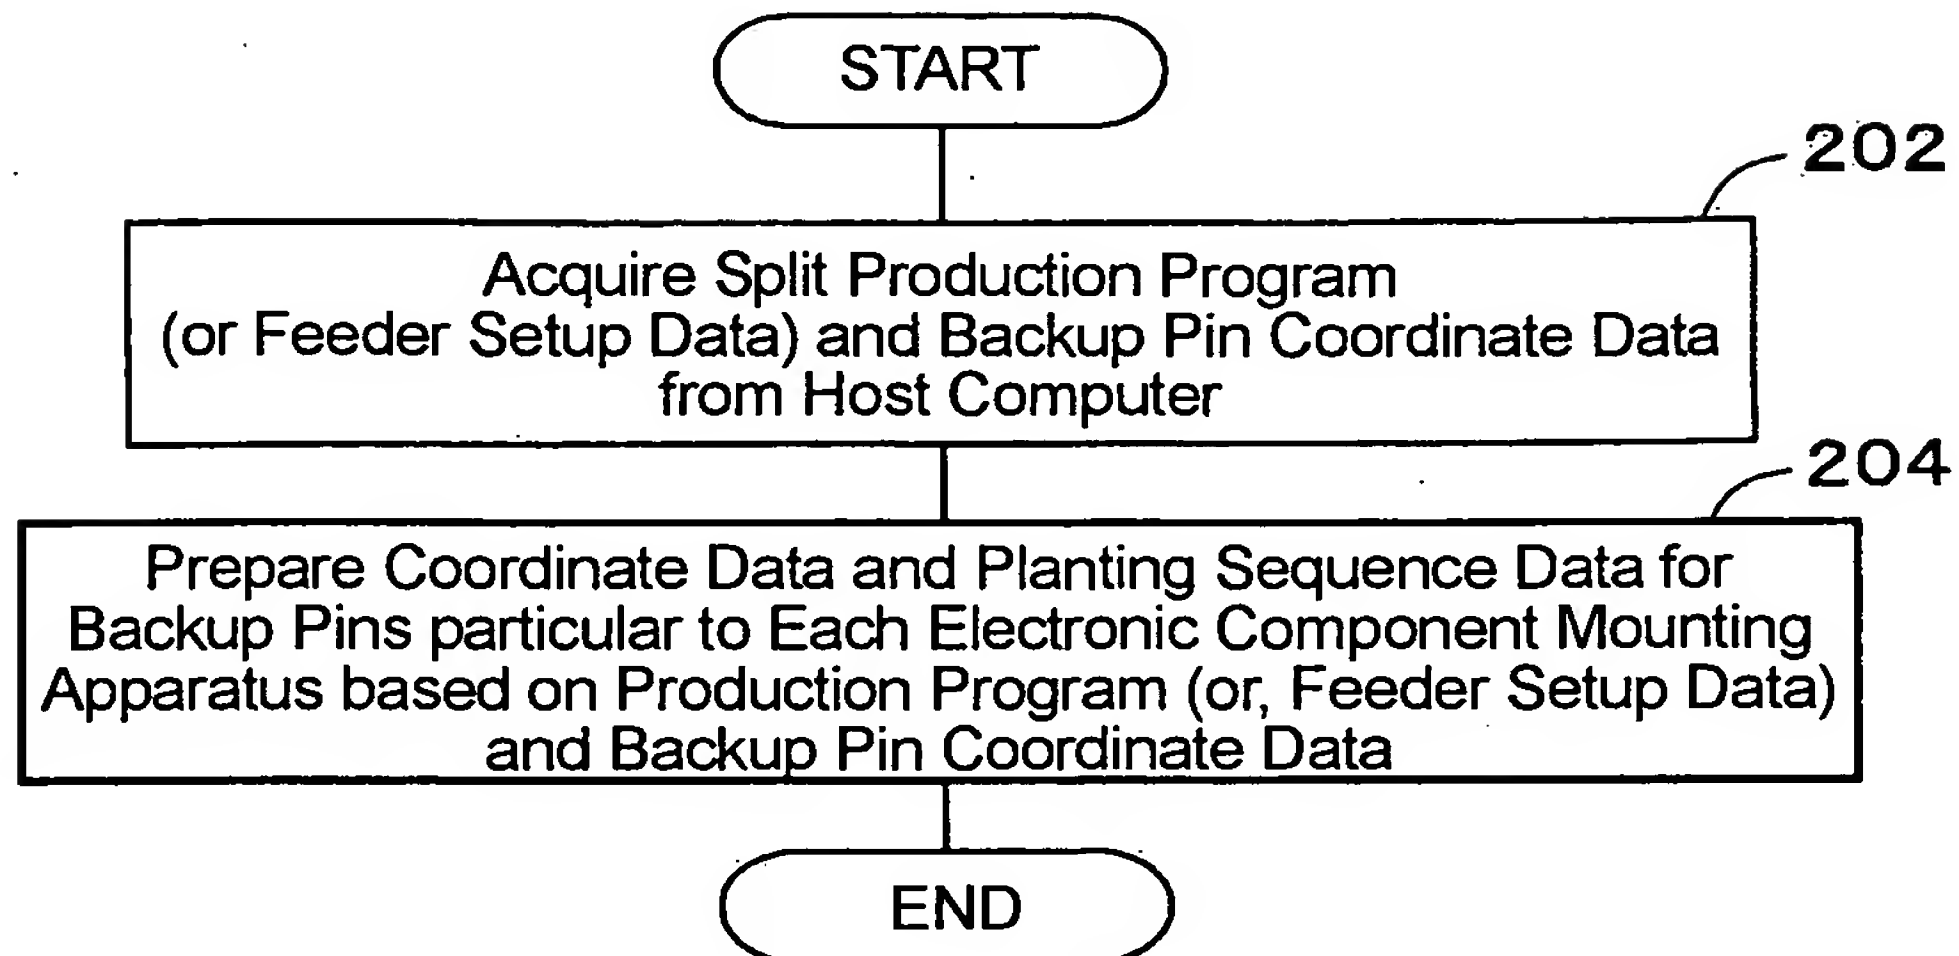 START
202
Acquire Split Production Program
(or Feeder Setup Data) and Backup Pin Coordinate Data
from Host Computer
204
Prepare Coordinate Data and Planting Sequence Data for
Backup Pins particular to Each Electronic Component Mounting
Apparatus based on Production Program (or, Feeder Setup Data)
and Backup Pin Coordinate Data
END